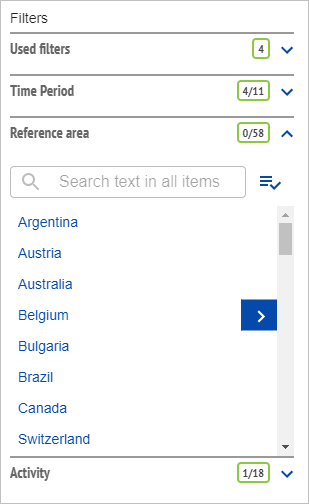 Filters
Used filters 4
Time Period 4/11
Reference area 0/58
Search text in all items
Argentina
Austria
Australia
Belgium
Bulgaria
Brazil
Canada
Switzerland
Activity 1/18